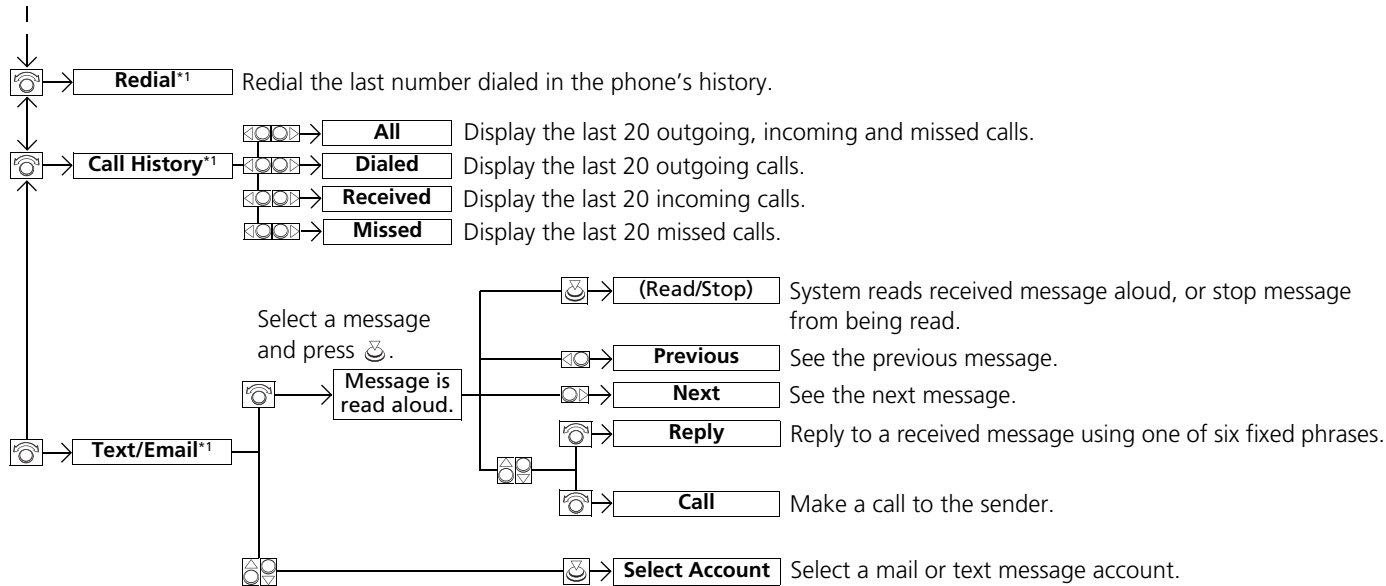 Redial*1 Redial the last number dialed in the phone's history.
Call History*1
All Display the last 20 outgoing, incoming and missed calls.
Dialed Display the last 20 outgoing calls.
Received Display the last 20 incoming calls.
Missed Display the last 20 missed calls.
Select a message
and press .
Message is
read aloud.
(Read/Stop) System reads received message aloud, or stop message
from being read.
Previous See the previous message.
Next See the next message.
Text/Email*1
Reply Reply to a received message using one of six fixed phrases.
Call Make a call to the sender.
Select Account Select a mail or text message account.